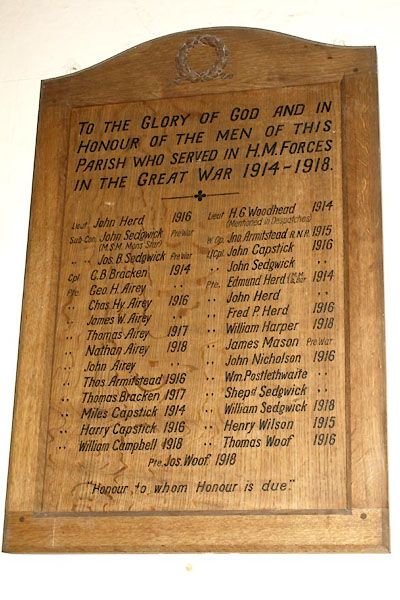 TO THE GLORY OF GOD AND IN
HONOUR OF THE MEN OF THIS
PARISH WHO SERVED IN H.M. FORCES
IN THE GREAT WAR 1914-1918.
Lieut John Herd 1916
Sub Con. John Sedgwick Pre War
(M.S.M. Mons Star)
" " Jos. B. Sedgwick Pre War
Cpl C.B. Bracken 1914
Pte Geo. H. Airey "
" Chas. Hy. Airey 1916
" James W. Airey "
" Thomas Airey 1917
" Nathan Airey 1918
" John Airey "
" Thos. Armitstead 1916
" Thomas Bracken 1917
" Miles Capstick 1914
" Harry Capstick 1916
" William Campbell 1918
Lieut H.G. Woodhead 1914
(Mentioned in Despatches)
W. Op. Jno. Armitstead R.N.R. 1915
L/Cpl John Capstick 1916
" John Sedgwick "
Pte. Edmund Herd 1914
" John Herd "
" Fred P. Herd 1916
" William Harper 1918
" James Mason Pre War
" John Nicholson 1916
" Wm. Postlethwaite "
" Shepd Sedgwick "
" William Sedgwick 1918
" Henry Wilson 1915
" Thomas Woof 1916
Pte. Jos. Woof 1918
"Honour to whom Honour is due."